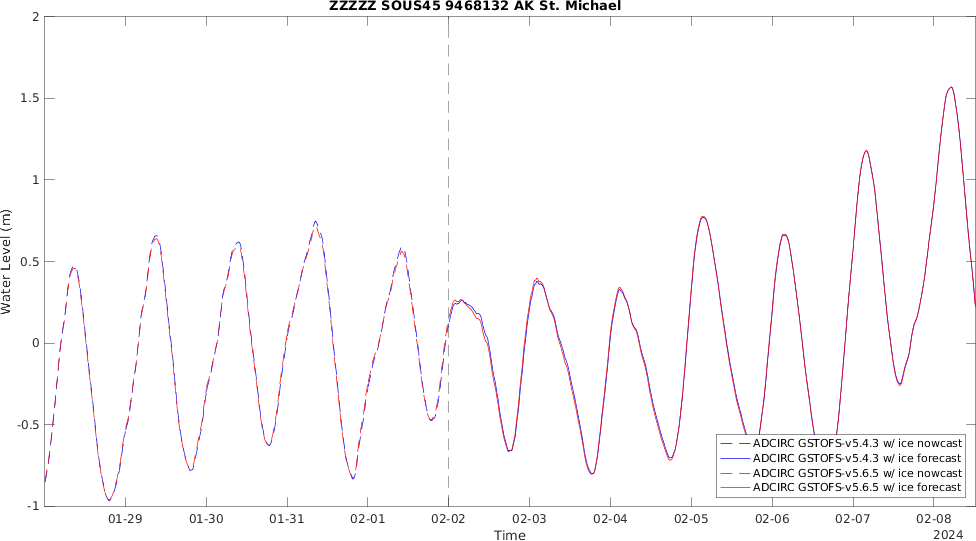 ZZZZZ SOUS45 9468132 AK St. Michael
2
1.5
1
0.5
0
-0.5
-1
Water Level (m)
01-29 01-30 01-31 02-01 02-02 02-03 02-04 02-05 02-06 02-07 02-08
Time
2024
ADCIRC GSTOFS-v5.4.3 w/ ice nowcast
ADCIRC GSTOFS-v5.4.3 w/ ice forecast
ADCIRC GSTOFS-v5.6.5 w/ ice nowcast
ADCIRC GSTOFS-v5.6.5 w/ ice forecast